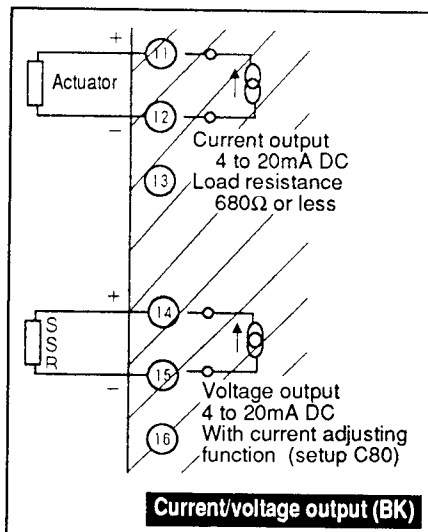 +
11
Actuator
12
−
Current output
4 to 20mA DC
13
Load resistance
680Ω or less
+
14
SSR
15
−
Voltage output
4 to 20mA DC
16
With current adjusting
function (setup C80)
Current/voltage output (BK)